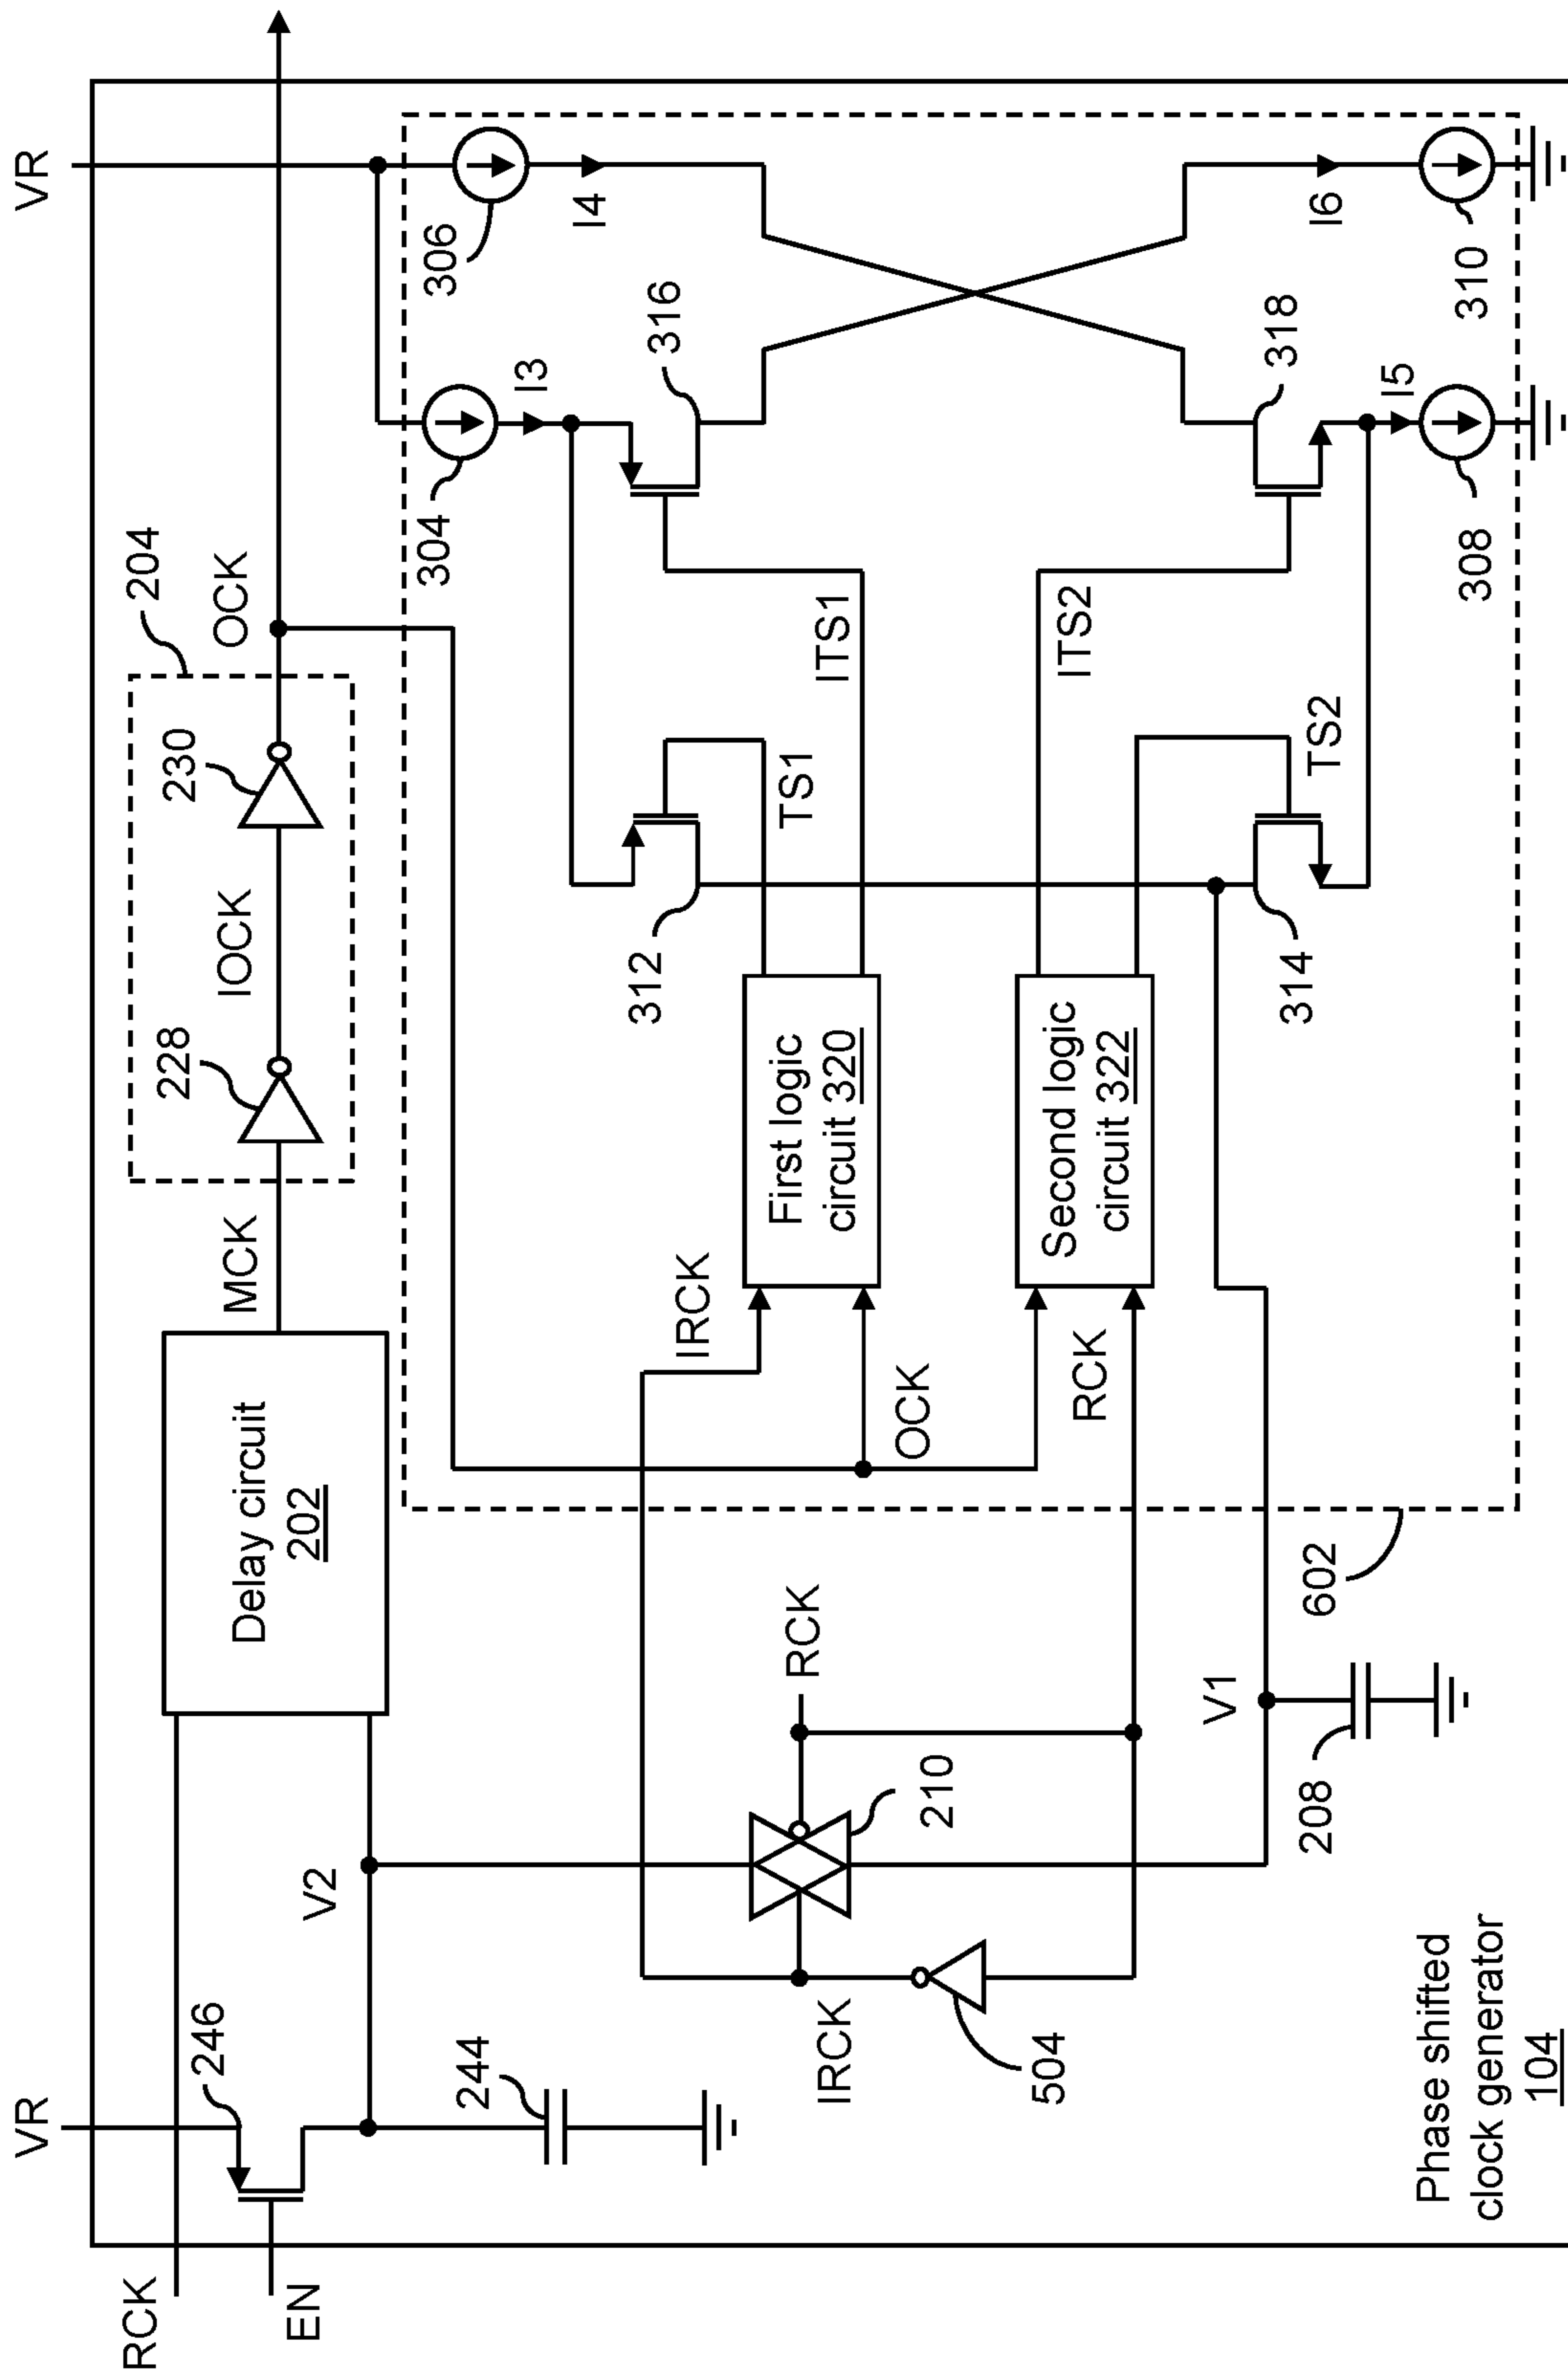 RCK
EN
VR
246
244
V2
Delay circuit
202
MCK
228
IOCK
230
204
OCK
VR
306
I4
304
I3
316
312
TS1
ITS1
IRCK
First logic
circuit 320
OCK
RCK
Second logic
circuit 322
ITS2
TS2
314
318
I6
310
I5
308
RCK
210
IRCK
504
V1
208
602
Phase shifted
clock generator
104